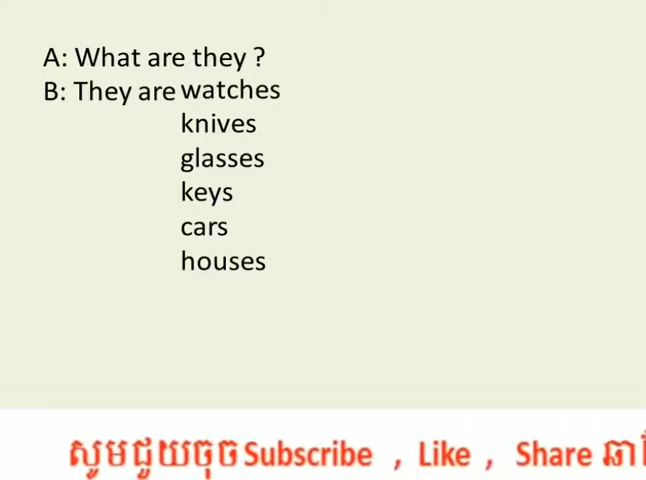 A: What are they ?
B: They are watches
knives
glasses
keys
cars
houses
សូមជួយចុច Subscribe , Like , Share